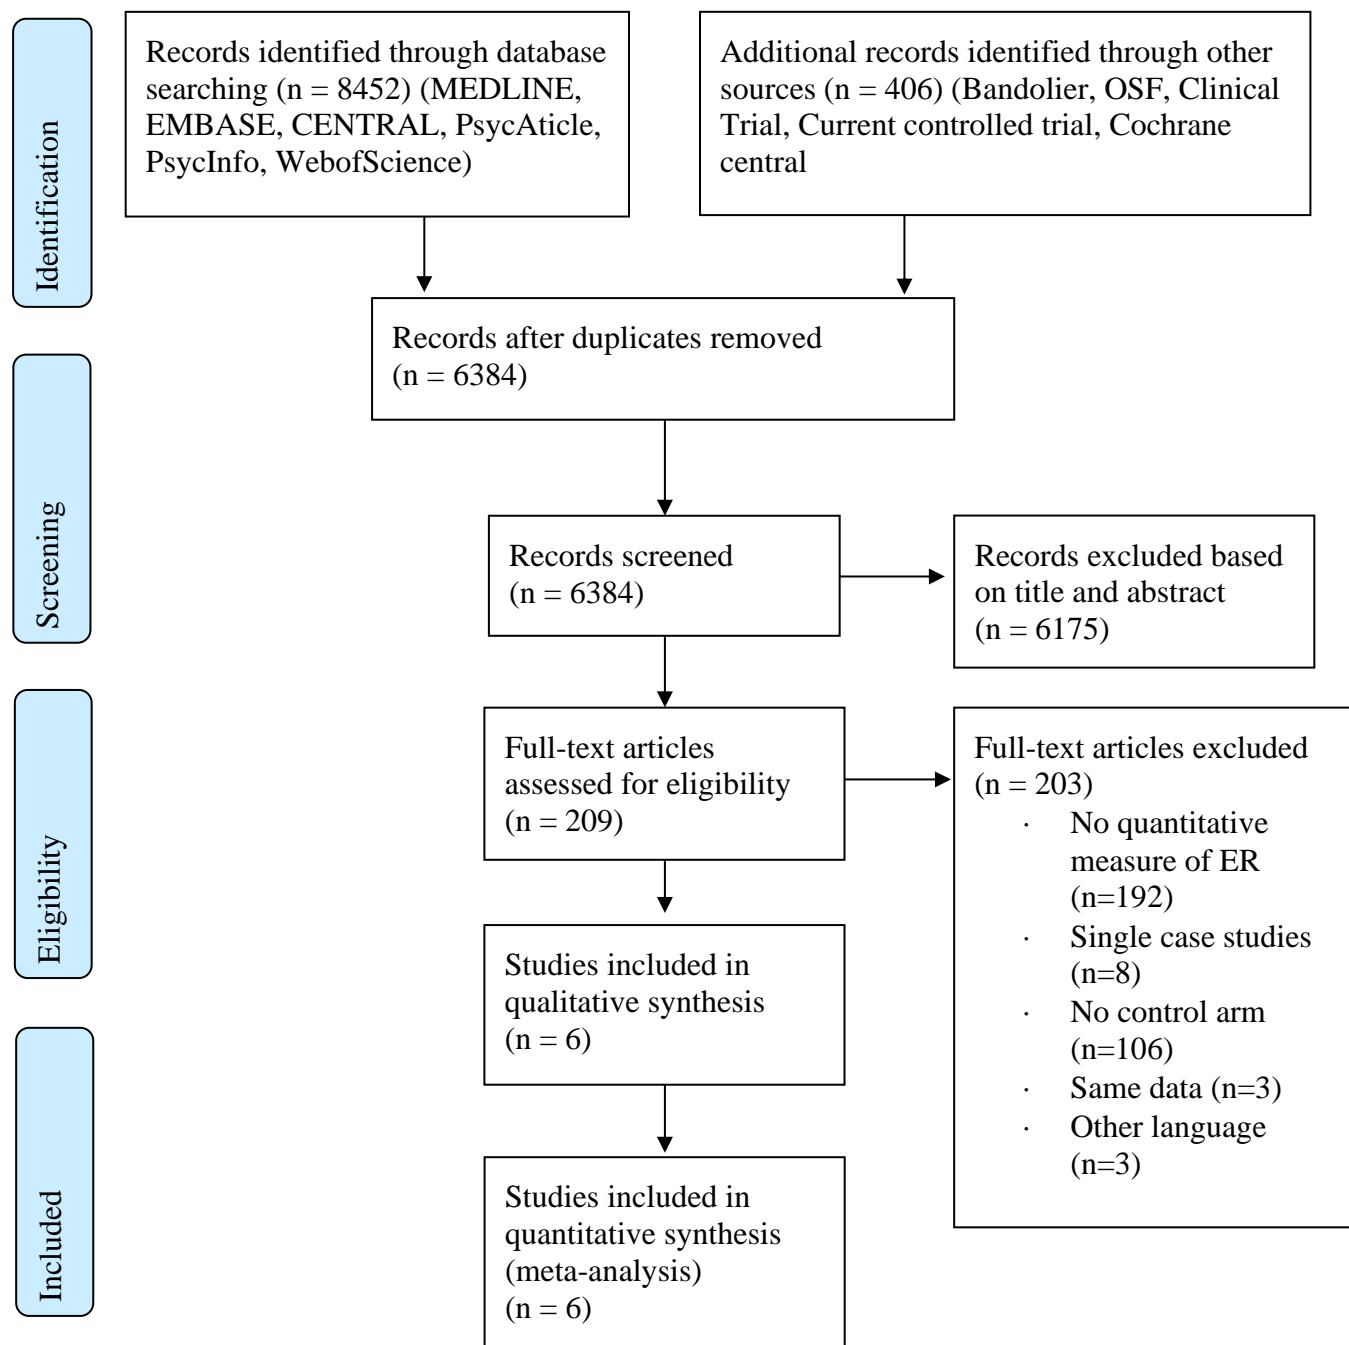 Identification
Records identified through database
searching (n = 8452) (MEDLINE,
EMBASE, CENTRAL, PsycAticle,
PsycInfo, WebofScience)
Additional records identified through other
sources (n = 406) (Bandolier, OSF, Clinical
Trial, Current controlled trial, Cochrane
central
Records after duplicates removed
(n = 6384)
Screening
Records screened
(n = 6384)
Records excluded based
on title and abstract
(n = 6175)
Eligibility
Full-text articles
assessed for eligibility
(n = 209)
Full-text articles excluded
(n = 203)
· No quantitative
measure of ER
(n=192)
· Single case studies
(n=8)
· No control arm
(n=106)
· Same data (n=3)
· Other language
(n=3)
Studies included in
qualitative synthesis
(n = 6)
Included
Studies included in
quantitative synthesis
(meta-analysis)
(n = 6)